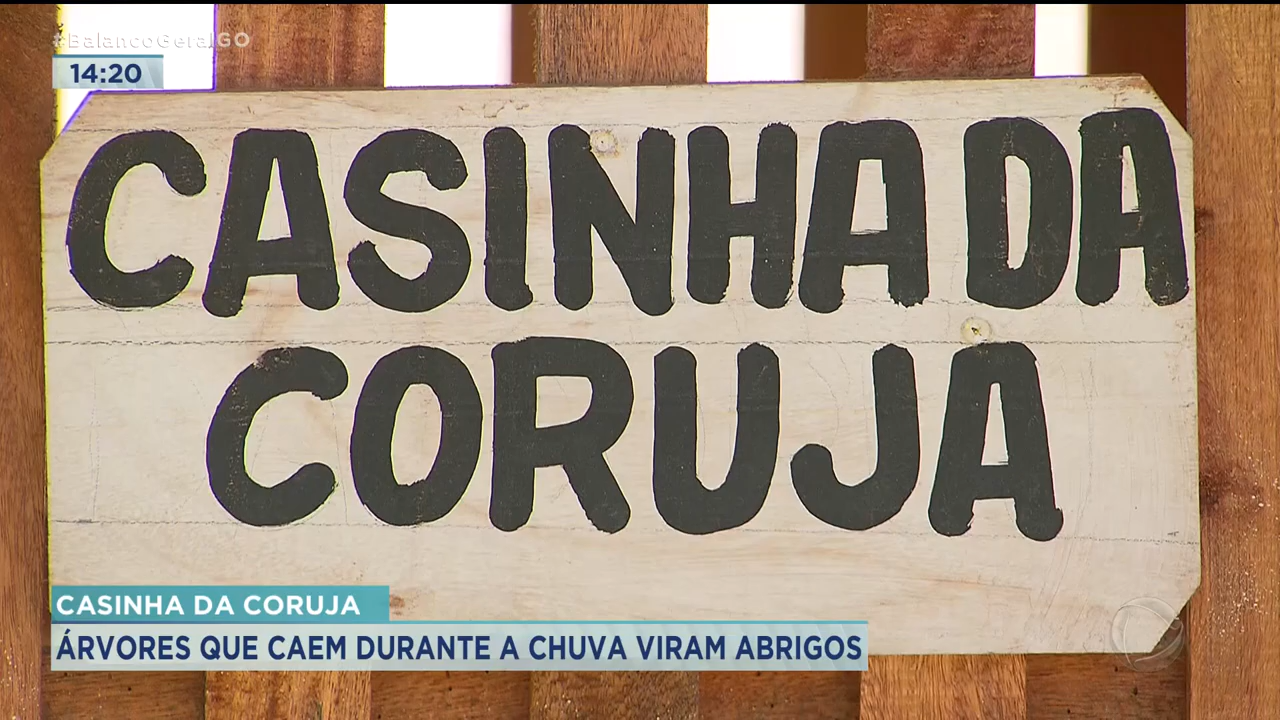 #BalancoGeralGO
14:20
CASINHA DA
CORUJA
CASINHA DA CORUJA
ÁRVORES QUE CAEM DURANTE A CHUVA VIRAM ABRIGOS